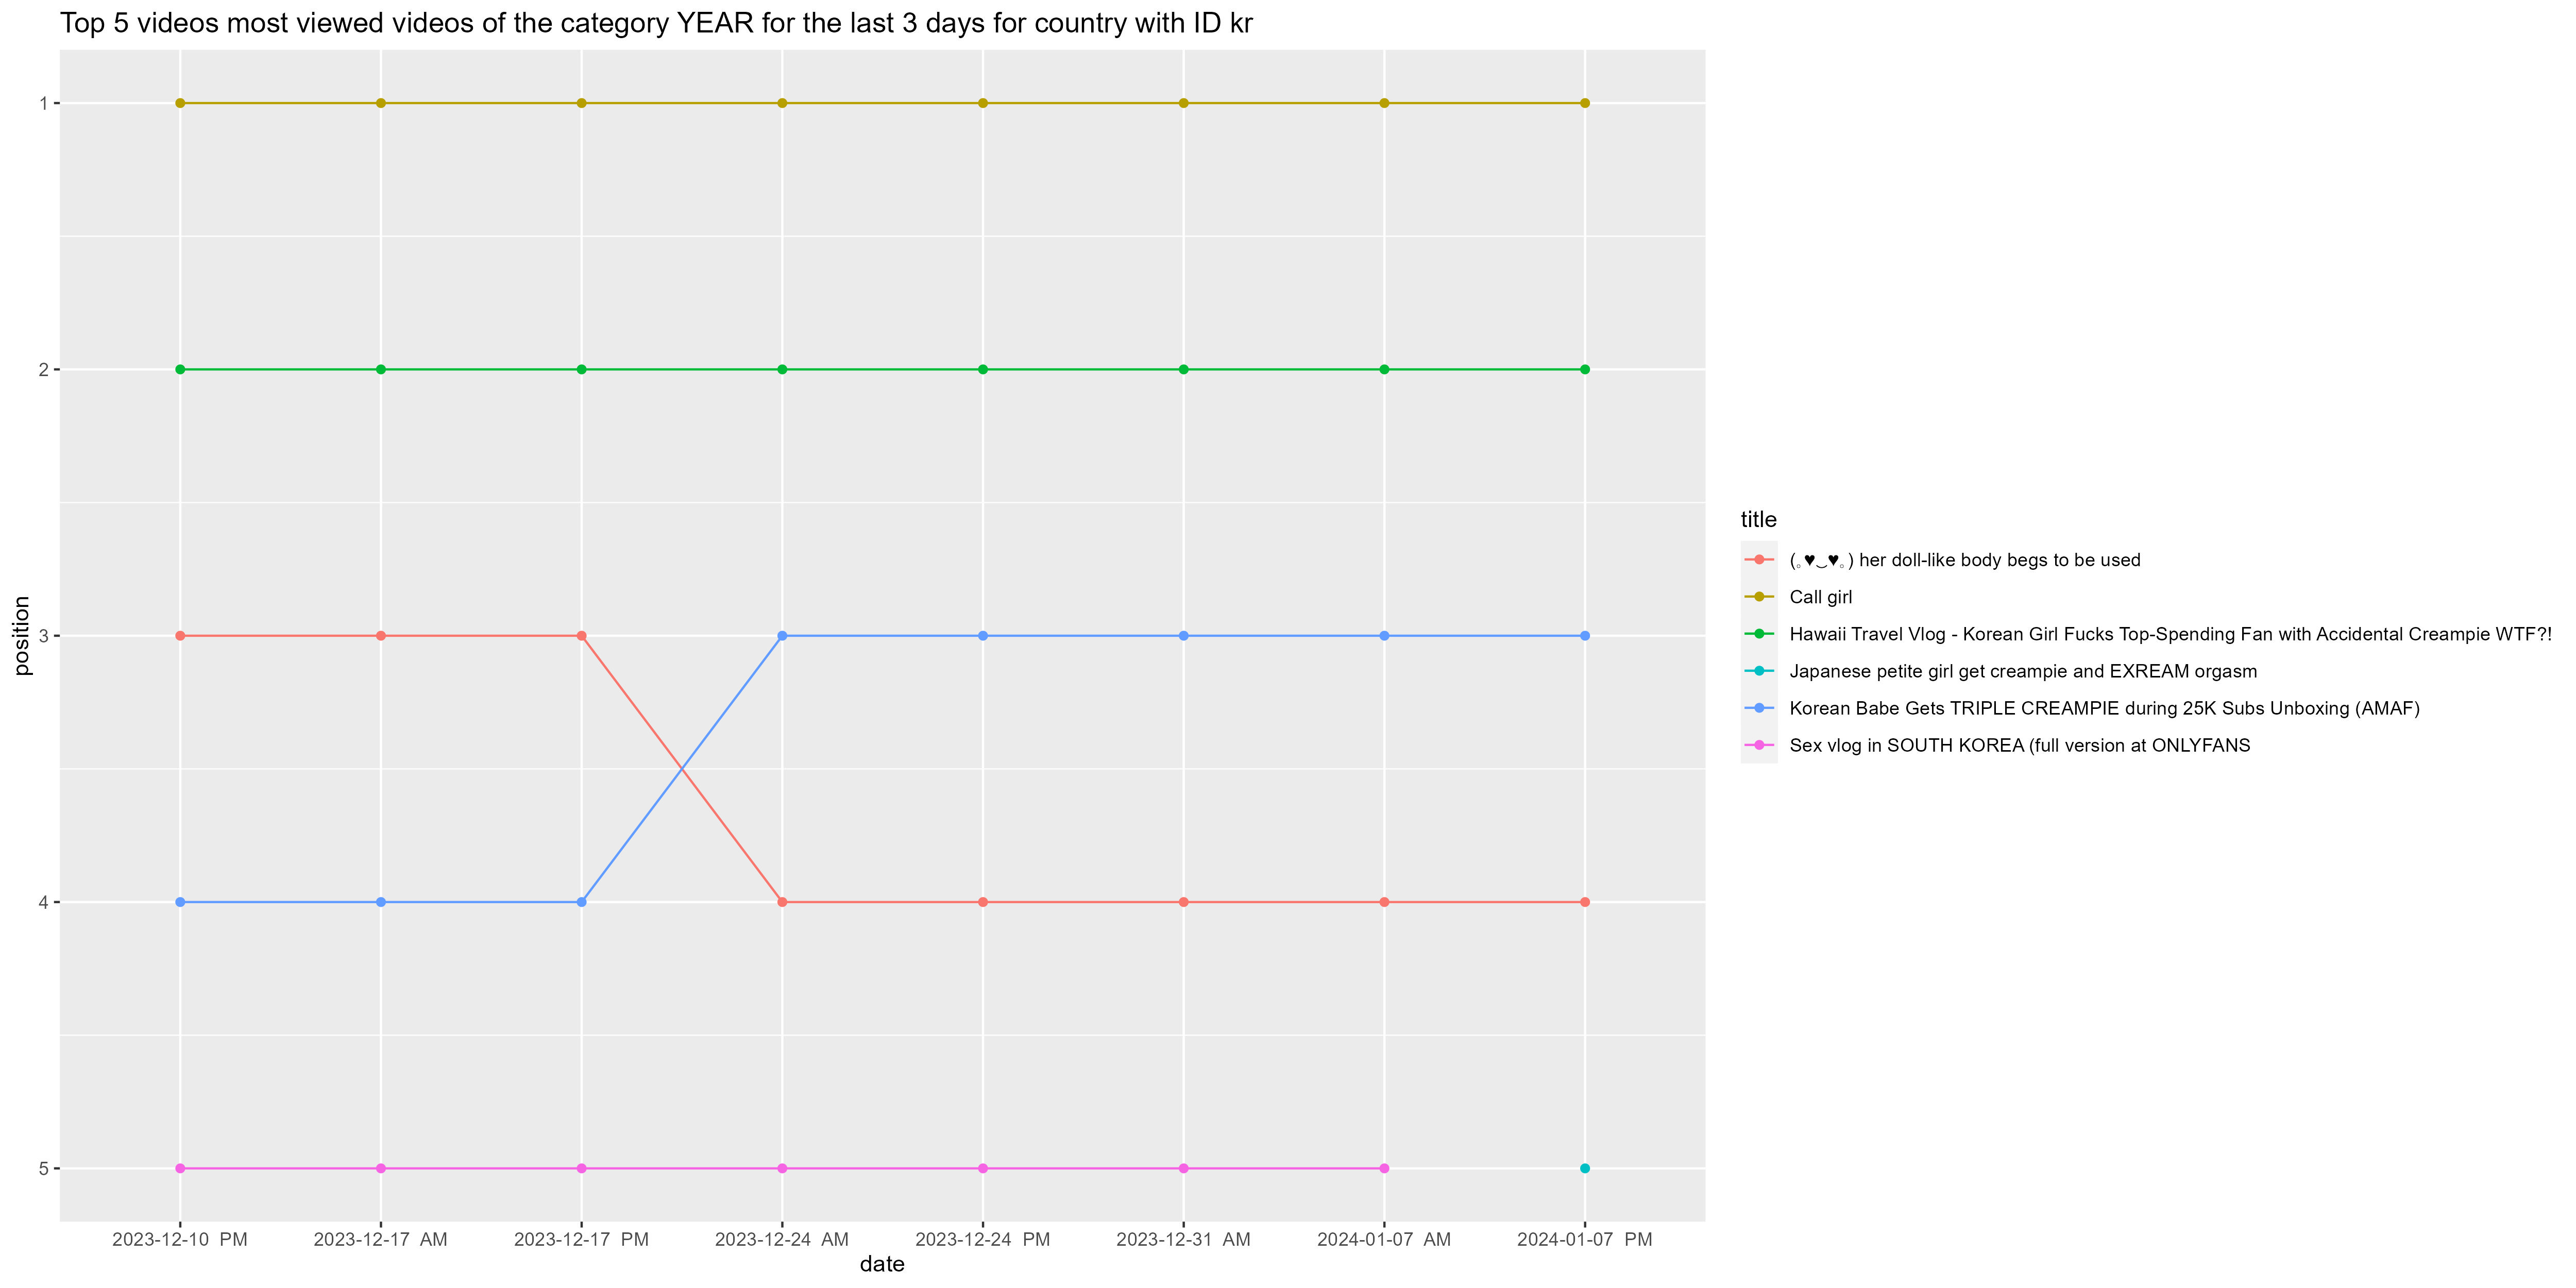 Top 5 videos most viewed videos of the category YEAR for the last 3 days for country with ID kr
position
1
2
3
4
5
2023-12-10 PM
2023-12-17 AM
2023-12-17 PM
2023-12-24 AM
2023-12-24 PM
2023-12-31 AM
2024-01-07 AM
2024-01-07 PM
date
title
(｡♥‿♥｡) her doll-like body begs to be used
Call girl
Hawaii Travel Vlog - Korean Girl Fucks Top-Spending Fan with Accidental Creampie WTF?!
Japanese petite girl get creampie and EXREAM orgasm
Korean Babe Gets TRIPLE CREAMPIE during 25K Subs Unboxing (AMAF)
Sex vlog in SOUTH KOREA (full version at ONLYFANS